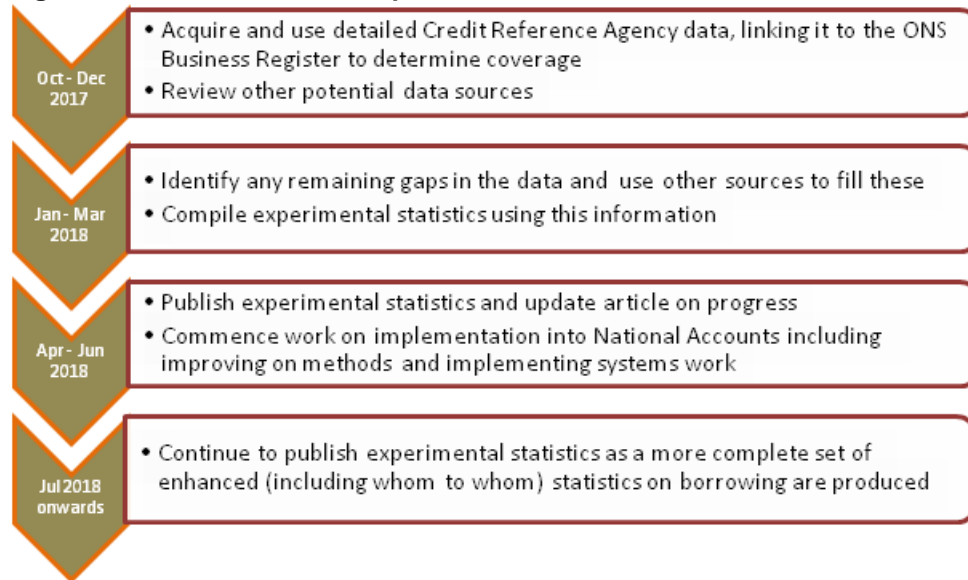 Oct - Dec
2017
• Acquire and use detailed Credit Reference Agency data, linking it to the ONS
Business Register to determine coverage
• Review other potential data sources
Jan - Mar
2018
• Identify any remaining gaps in the data and use other sources to fill these
• Compile experimental statistics using this information
Apr - Jun
2018
• Publish experimental statistics and update article on progress
• Commence work on implementation into National Accounts including
improving on methods and implementing systems work
Jul 2018
onwards
• Continue to publish experimental statistics as a more complete set of
enhanced (including whom to whom) statistics on borrowing are produced